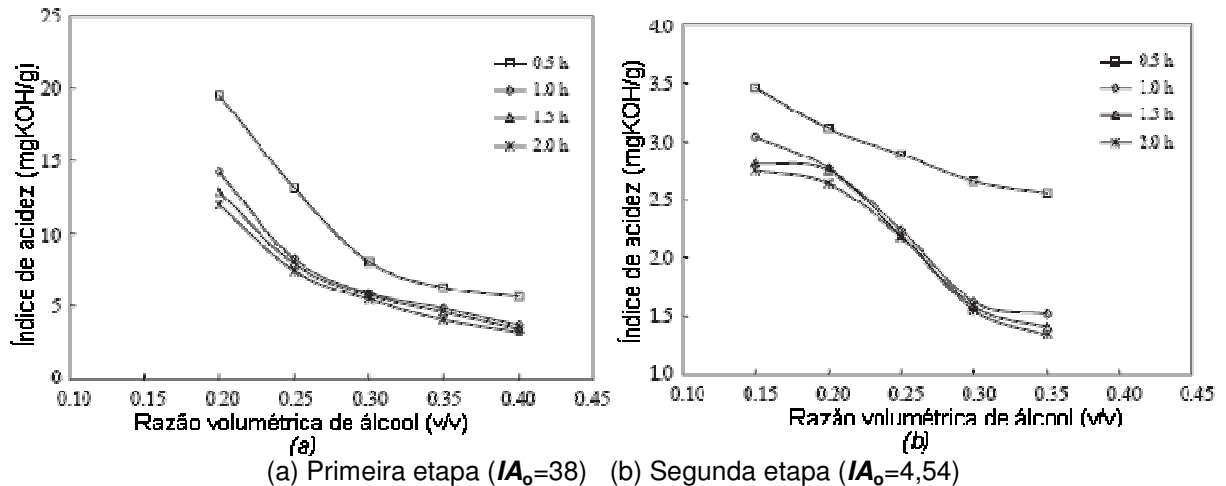 25
20
15
10
5
0
Índice de acidez (mgKOH/g)
0.5 h
1.0 h
1.5 h
2.0 h
0.10 0.15 0.20 0.25 0.30 0.35 0.40 0.45
Razão volumétrica de álcool (v/v)
(a)
4.0
3.5
3.0
2.5
2.0
1.5
1.0
Índice de acidez (mgKOH/g)
0.5 h
1.0 h
1.5 h
2.0 h
0.10 0.15 0.20 0.25 0.30 0.35 0.40 0.45
Razão volumétrica de álcool (v/v)
(b)
(a) Primeira etapa (IAo=38) (b) Segunda etapa (IAo=4,54)